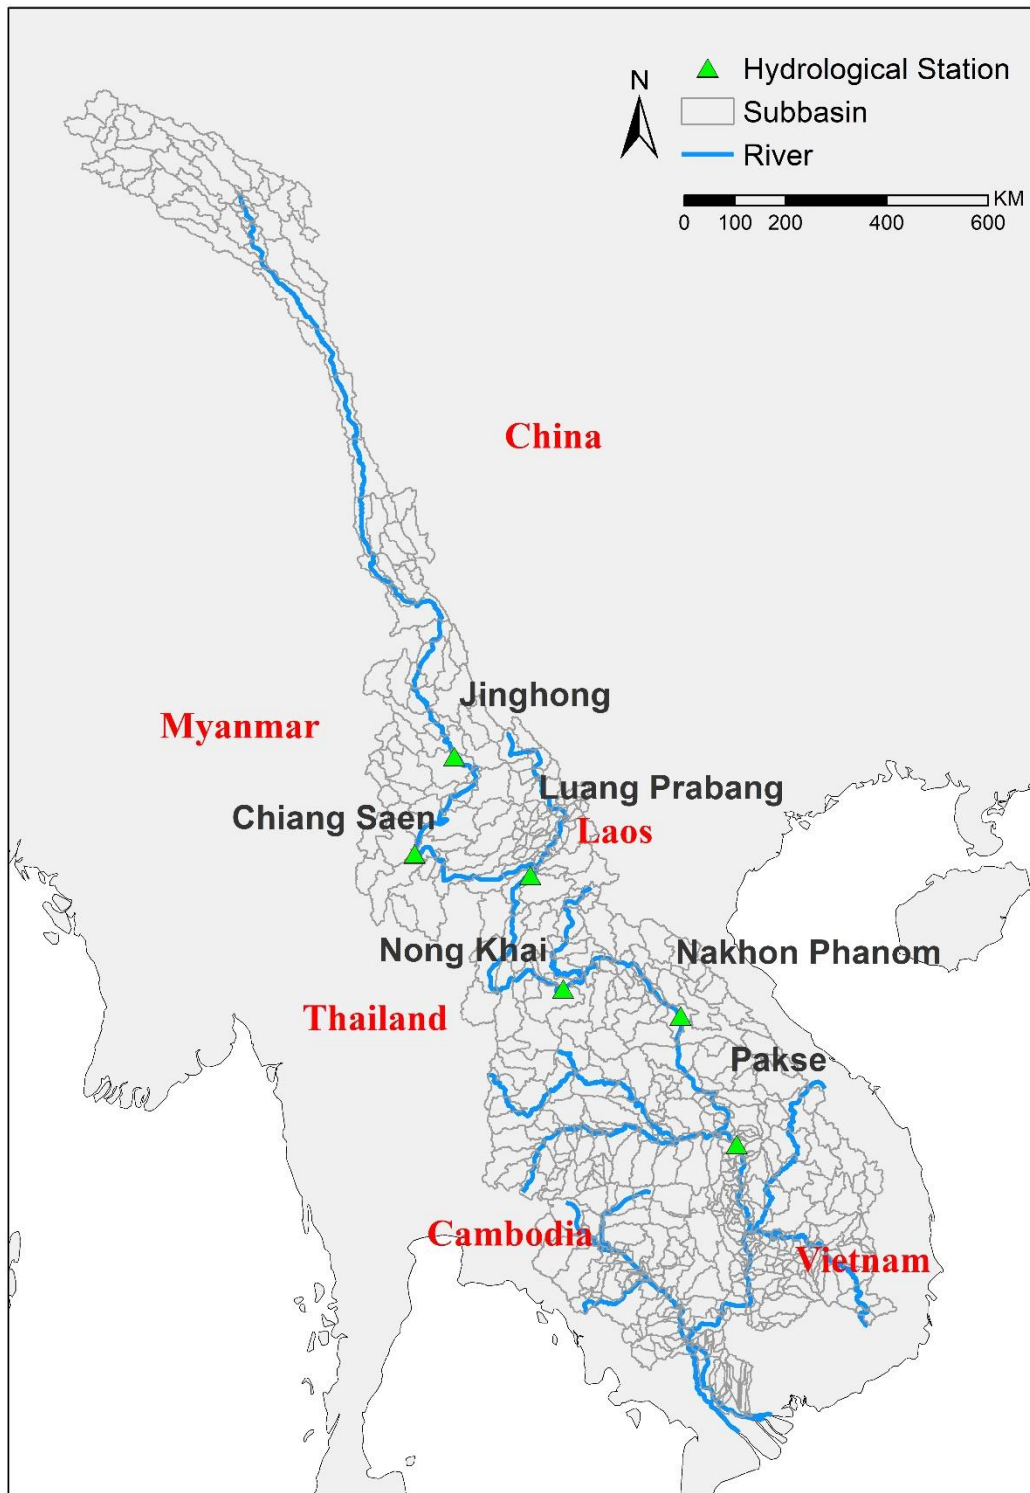 N
Hydrological Station
Subbasin
River
KM
0 100 200 400 600
China
Jinghong
Myanmar
Luang Prabang
Chiang Saen
Laos
Nong Khai
Nakhon Phanom
Thailand
Pakse
Cambodia
Vietnam